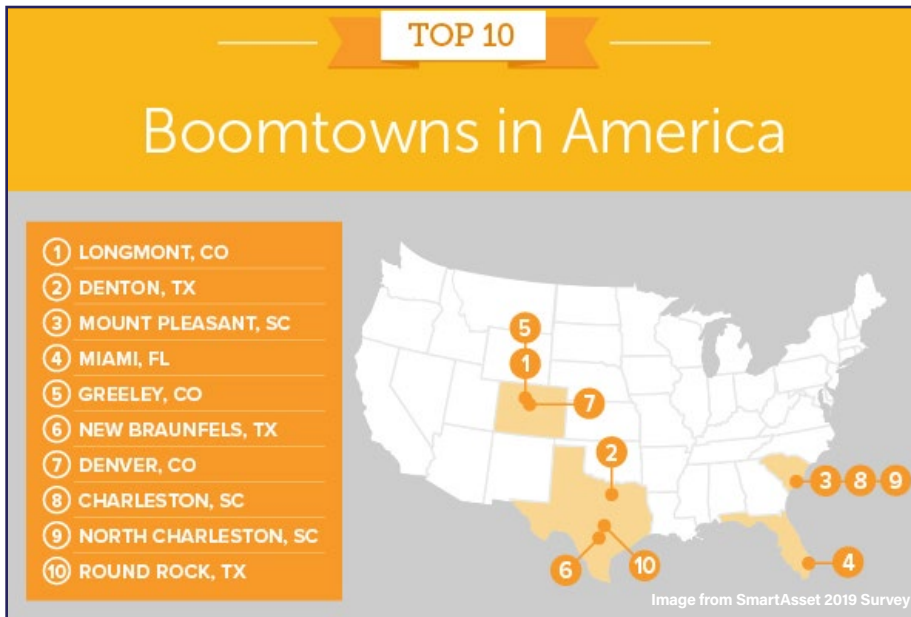 TOP 10
Boomtowns in America
1 LONGMONT, CO
2 DENTON, TX
3 MOUNT PLEASANT, SC
4 MIAMI, FL
5 GREELEY, CO
6 NEW BRAUNFELS, TX
7 DENVER, CO
8 CHARLESTON, SC
9 NORTH CHARLESTON, SC
10 ROUND ROCK, TX
5
1
7
2
3 8 9
6
10
4
Image from SmartAsset 2019 Survey